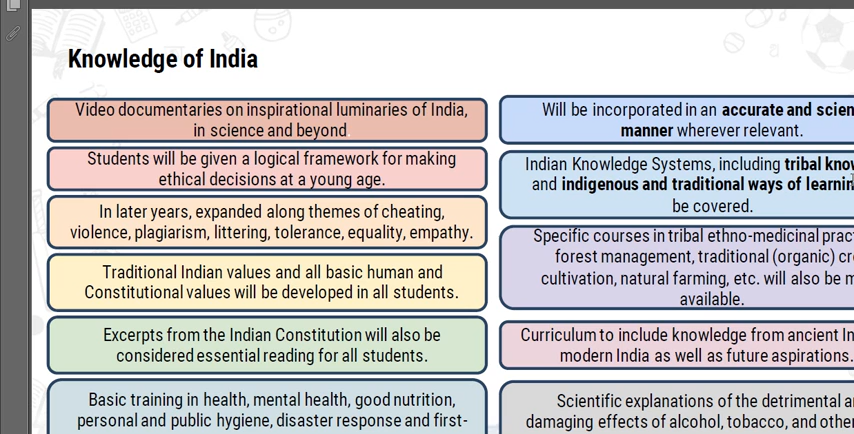 Knowledge of India
Video documentaries on inspirational luminaries of India,
in science and beyond
Students will be given a logical framework for making
ethical decisions at a young age.
In later years, expanded along themes of cheating,
violence, plagiarism, littering, tolerance, equality, empathy.
Traditional Indian values and all basic human and
Constitutional values will be developed in all students.
Excerpts from the Indian Constitution will also be
considered essential reading for all students.
Basic training in health, mental health, good nutrition,
personal and public hygiene, disaster response and first-
Will be incorporated in an accurate and scien
manner wherever relevant.
Indian Knowledge Systems, including tribal know
and indigenous and traditional ways of learnin
be covered.
Specific courses in tribal ethno-medicinal pract
forest management, traditional (organic) cr
cultivation, natural farming, etc. will also be m
available.
Curriculum to include knowledge from ancient In
modern India as well as future aspirations.
Scientific explanations of the detrimental a
damaging effects of alcohol, tobacco, and other